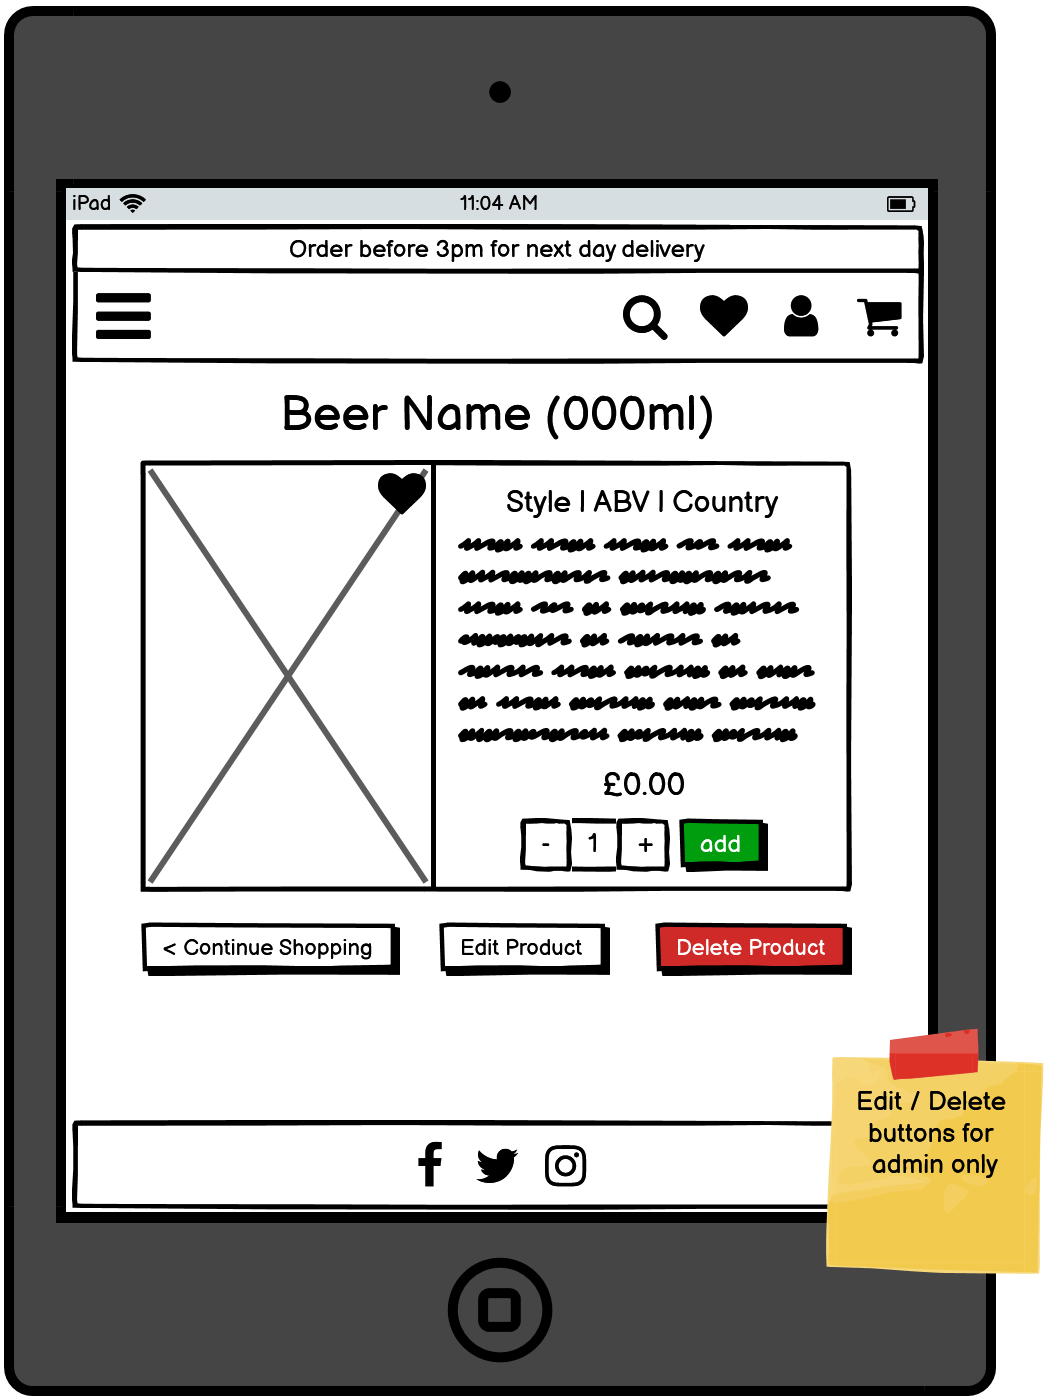 iPad
11:04 AM
Order before 3pm for next day delivery
Beer Name (000ml)
Style | ABV | Country
£0.00
- 1 + add
< Continue Shopping
Edit Product
Delete Product
Edit / Delete
buttons for
admin only